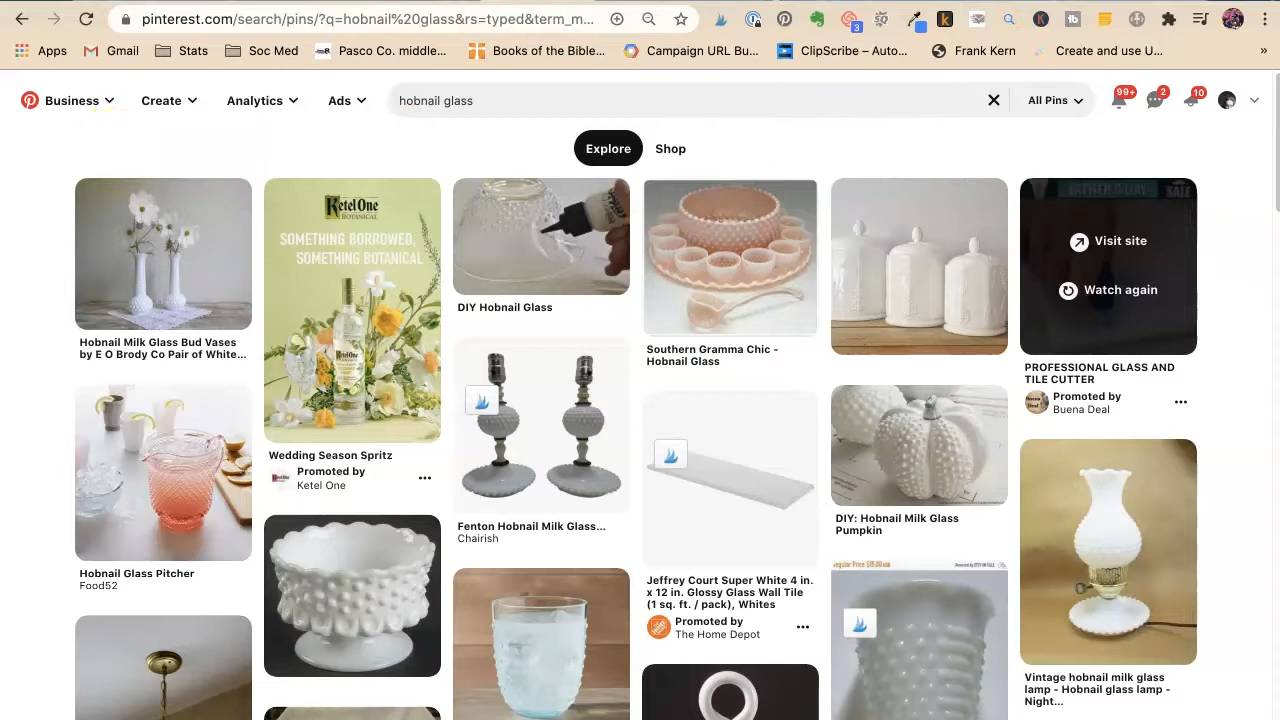 pinterest.com/search/pins/?q=hobnail%20glass&rs=typed&term_m...
3
Apps
Gmail
Stats
Soc Med
Pasco Co. middle...
Books of the Bible...
Campaign URL Bu...
ClipScribe – Auto...
Frank Kern
Create and use U...
»
Business
Create
Analytics
Ads
hobnail glass
All Pins
99+
2
10
Explore
Shop
Hobnail Milk Glass Bud Vases
by E O Brody Co Pair of White...
Hobnail Glass Pitcher
Food52
Ketel One
BOTANICAL
SOMETHING BORROWED,
SOMETHING BOTANICAL
Wedding Season Spritz
Promoted by
Ketel One
DIY Hobnail Glass
Fenton Hobnail Milk Glass...
Chairish
Southern Gramma Chic -
Hobnail Glass
Jeffrey Court Super White 4 in.
x 12 in. Glossy Glass Wall Tile
(1 sq. ft. / pack), Whites
Promoted by
The Home Depot
DIY: Hobnail Milk Glass
Pumpkin
Visit site
Watch again
PROFESSIONAL GLASS AND
TILE CUTTER
Promoted by
Buena Deal
Vintage hobnail milk glass
lamp - Hobnail glass lamp -
Night...